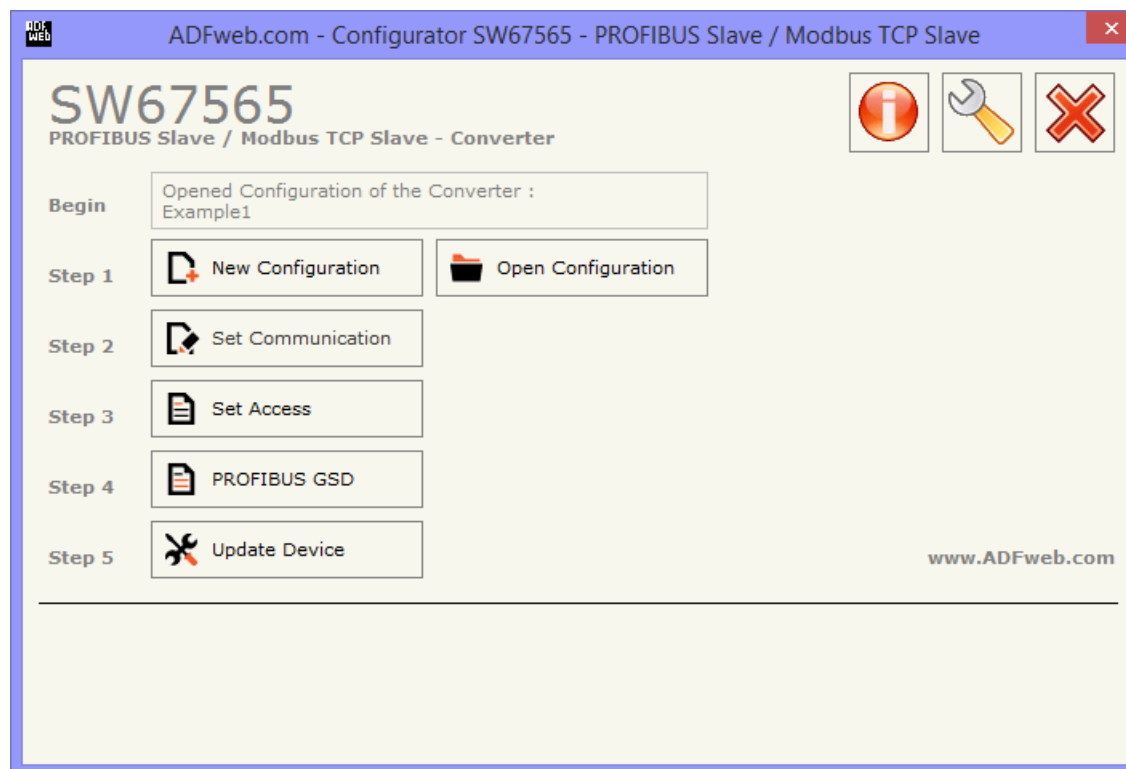 ADF
WEB
ADFweb.com - Configurator SW67565 - PROFIBUS Slave / Modbus TCP Slave
SW67565
PROFIBUS Slave / Modbus TCP Slave - Converter
Begin
Opened Configuration of the Converter :
Example1
Step 1
New Configuration
Open Configuration
Step 2
Set Communication
Step 3
Set Access
Step 4
PROFIBUS GSD
Step 5
Update Device
www.ADFweb.com